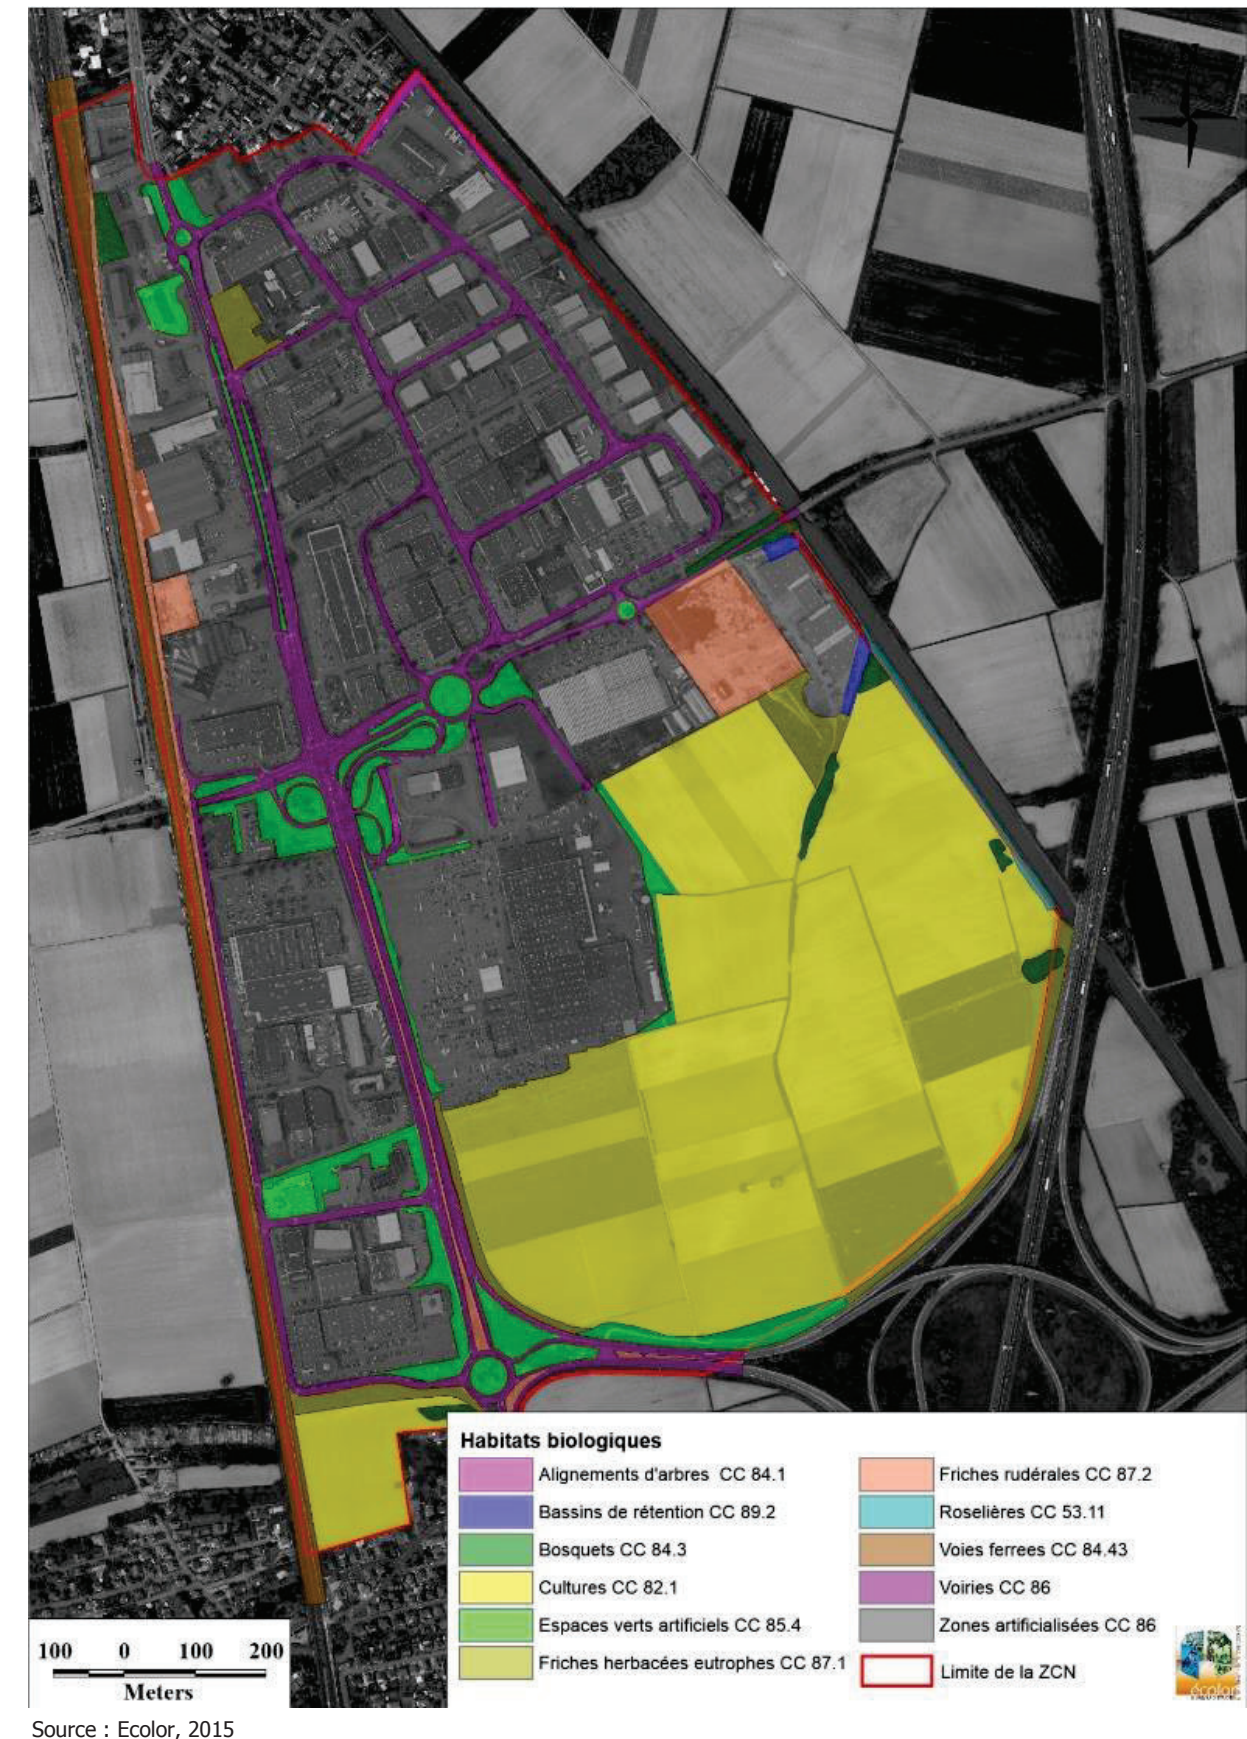 Habitats biologiques
Alignements d'arbres CC 84.1
Bassins de rétention CC 89.2
Bosquets CC 84.3
Cultures CC 82.1
Espaces verts artificiels CC 85.4
Friches herbacées eutrophes CC 87.1
Friches rudérales CC 87.2
Roselières CC 53.11
Voies ferrees CC 84.43
Voiries CC 86
Zones artificialisées CC 86
Limite de la ZCN
100 0 100 200
Meters
écolor
Source : Ecolor, 2015